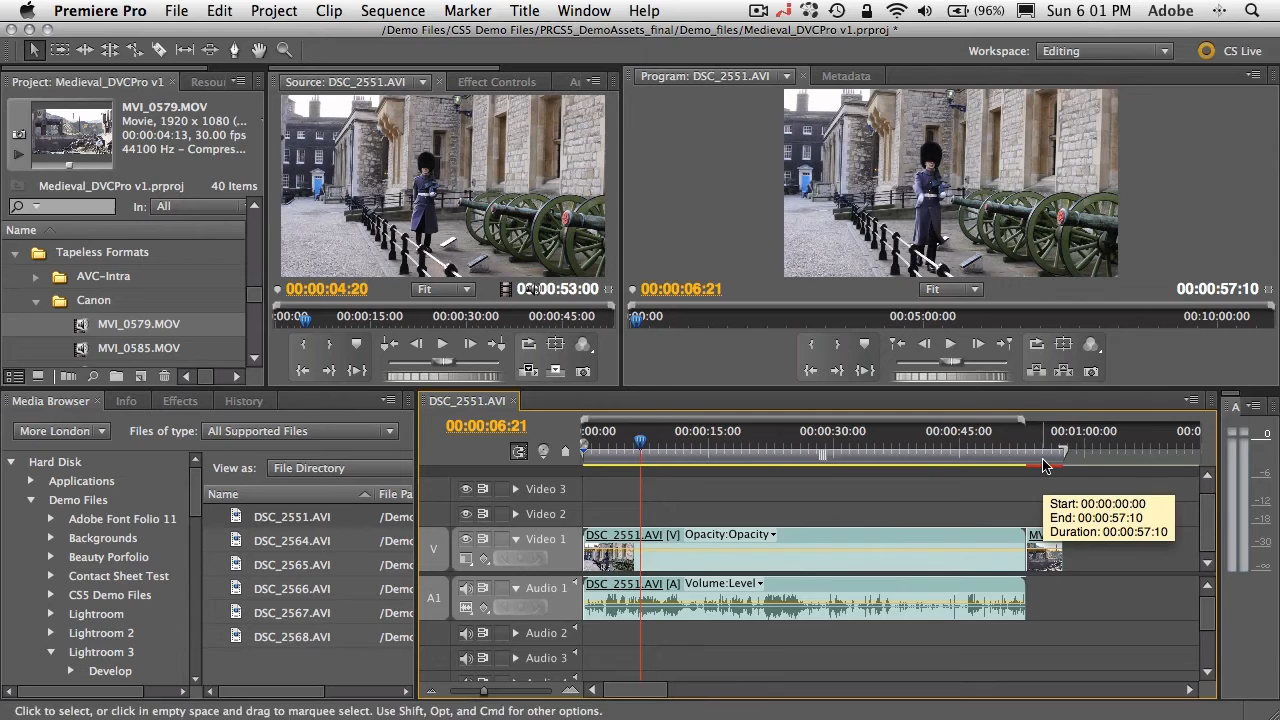 Premiere Pro File Edit Project Clip Sequence Marker Title Window Help (96%) Sun 6 01 PM Adobe
/Demo Files/CS5 Demo Files/PRCS5_DemoAssets_final/Demo_files/Medieval_DVCPro v1.prproj *
Workspace: Editing CS Live
Project: Medieval_DVCPro v1 Resou
MVI_0579.MOV
Movie, 1920 x 1080 (...
00:00:04:13, 30.00 fps
44100 Hz - Compres...
Medieval_DVCPro v1.prproj 40 Items
In: All
Name
Tapeless Formats
AVC-Intra
Canon
MVI_0579.MOV
MVI_0585.MOV
Source: DSC_2551.AVI Effect Controls
00:00:04:20 Fit 00:00:53:00
:00:00 00:00:15:00 00:00:30:00 00:00:45:00
Program: DSC_2551.AVI Metadata
00:00:06:21 Fit 00:00:57:10
00:00 00:05:00:00 00:10:00:00
Media Browser Info Effects History
More London Files of type: All Supported Files
Hard Disk
Applications
Demo Files
Adobe Font Folio 11
Backgrounds
Beauty Porfolio
Contact Sheet Test
CS5 Demo Files
Lightroom
Lightroom 2
Lightroom 3
Develop
View as: File Directory
Name File Pa
DSC_2551.AVI /Demo
DSC_2564.AVI /Demo
DSC_2565.AVI /Demo
DSC_2566.AVI /Demo
DSC_2567.AVI /Demo
DSC_2568.AVI /Demo
DSC_2551.AVI
00:00:06:21
:00:00 00:00:15:00 00:00:30:00 00:00:45:00 00:01:00:00 00:0
Start: 00:00:00:00
End: 00:00:57:10
Duration: 00:00:57:10
Video 3
Video 2
V Video 1 DSC_2551.AVI [V] Opacity:Opacity MV
A1 Audio 1 DSC_2551.AVI [A] Volume:Level
Audio 2
Audio 3
A
0
-6
Click to select, or click in empty space and drag to marquee select. Use Shift, Opt, and Cmd for other options.